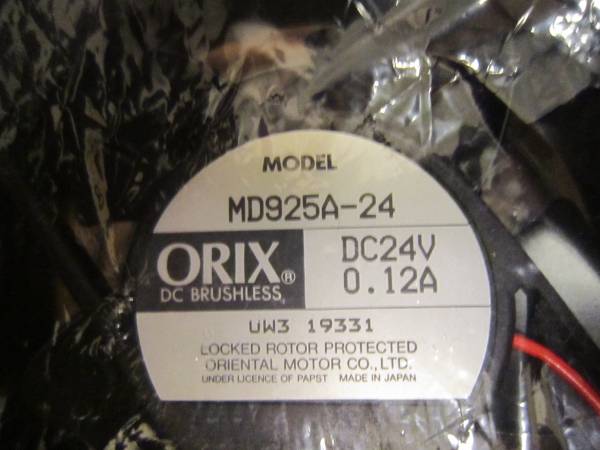 MODEL
MD925A-24
ORIX®
DC BRUSHLESS
DC24V
0.12A
UW3 19331
LOCKED ROTOR PROTECTED
ORIENTAL MOTOR CO.,LTD.
UNDER LICENCE OF PAPST MADE IN JAPAN